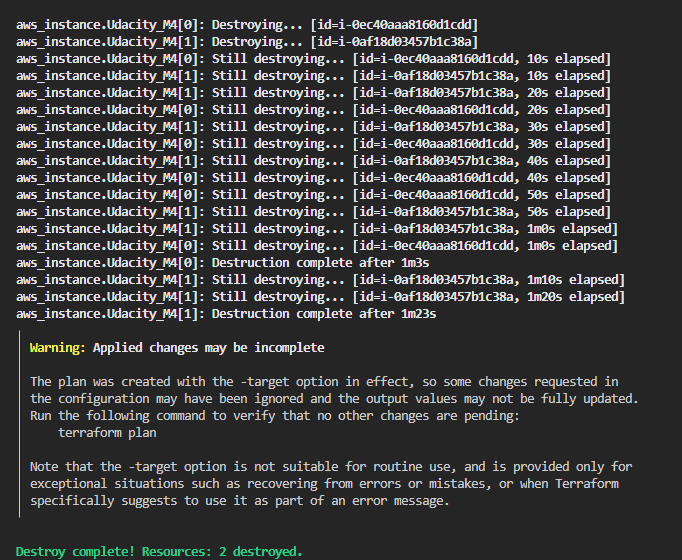 aws_instance.Udacity_M4[0]: Destroying... [id=i-0ec40aaa8160d1cdd]
aws_instance.Udacity_M4[1]: Destroying... [id=i-0af18d03457b1c38a]
aws_instance.Udacity_M4[0]: Still destroying... [id=i-0ec40aaa8160d1cdd, 10s elapsed]
aws_instance.Udacity_M4[1]: Still destroying... [id=i-0af18d03457b1c38a, 10s elapsed]
aws_instance.Udacity_M4[1]: Still destroying... [id=i-0af18d03457b1c38a, 20s elapsed]
aws_instance.Udacity_M4[0]: Still destroying... [id=i-0ec40aaa8160d1cdd, 20s elapsed]
aws_instance.Udacity_M4[1]: Still destroying... [id=i-0af18d03457b1c38a, 30s elapsed]
aws_instance.Udacity_M4[0]: Still destroying... [id=i-0ec40aaa8160d1cdd, 30s elapsed]
aws_instance.Udacity_M4[1]: Still destroying... [id=i-0af18d03457b1c38a, 40s elapsed]
aws_instance.Udacity_M4[0]: Still destroying... [id=i-0ec40aaa8160d1cdd, 40s elapsed]
aws_instance.Udacity_M4[0]: Still destroying... [id=i-0ec40aaa8160d1cdd, 50s elapsed]
aws_instance.Udacity_M4[1]: Still destroying... [id=i-0af18d03457b1c38a, 50s elapsed]
aws_instance.Udacity_M4[1]: Still destroying... [id=i-0af18d03457b1c38a, 1m0s elapsed]
aws_instance.Udacity_M4[0]: Still destroying... [id=i-0ec40aaa8160d1cdd, 1m0s elapsed]
aws_instance.Udacity_M4[0]: Destruction complete after 1m3s
aws_instance.Udacity_M4[1]: Still destroying... [id=i-0af18d03457b1c38a, 1m10s elapsed]
aws_instance.Udacity_M4[1]: Still destroying... [id=i-0af18d03457b1c38a, 1m20s elapsed]
aws_instance.Udacity_M4[1]: Destruction complete after 1m23s
Warning: Applied changes may be incomplete
The plan was created with the -target option in effect, so some changes requested in
the configuration may have been ignored and the output values may not be fully updated.
Run the following command to verify that no other changes are pending:
terraform plan
Note that the -target option is not suitable for routine use, and is provided only for
exceptional situations such as recovering from errors or mistakes, or when Terraform
specifically suggests to use it as part of an error message.
Destroy complete! Resources: 2 destroyed.